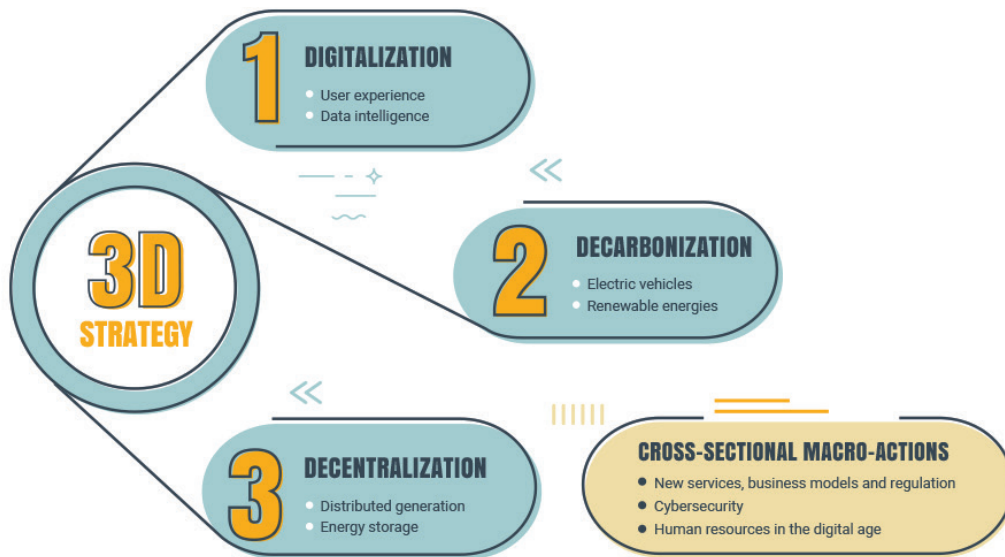 3D
STRATEGY
1
DIGITALIZATION
User experience
Data intelligence
2
DECARBONIZATION
Electric vehicles
Renewable energies
3
DECENTRALIZATION
Distributed generation
Energy storage
CROSS-SECTIONAL MACRO-ACTIONS
New services, business models and regulation
Cybersecurity
Human resources in the digital age